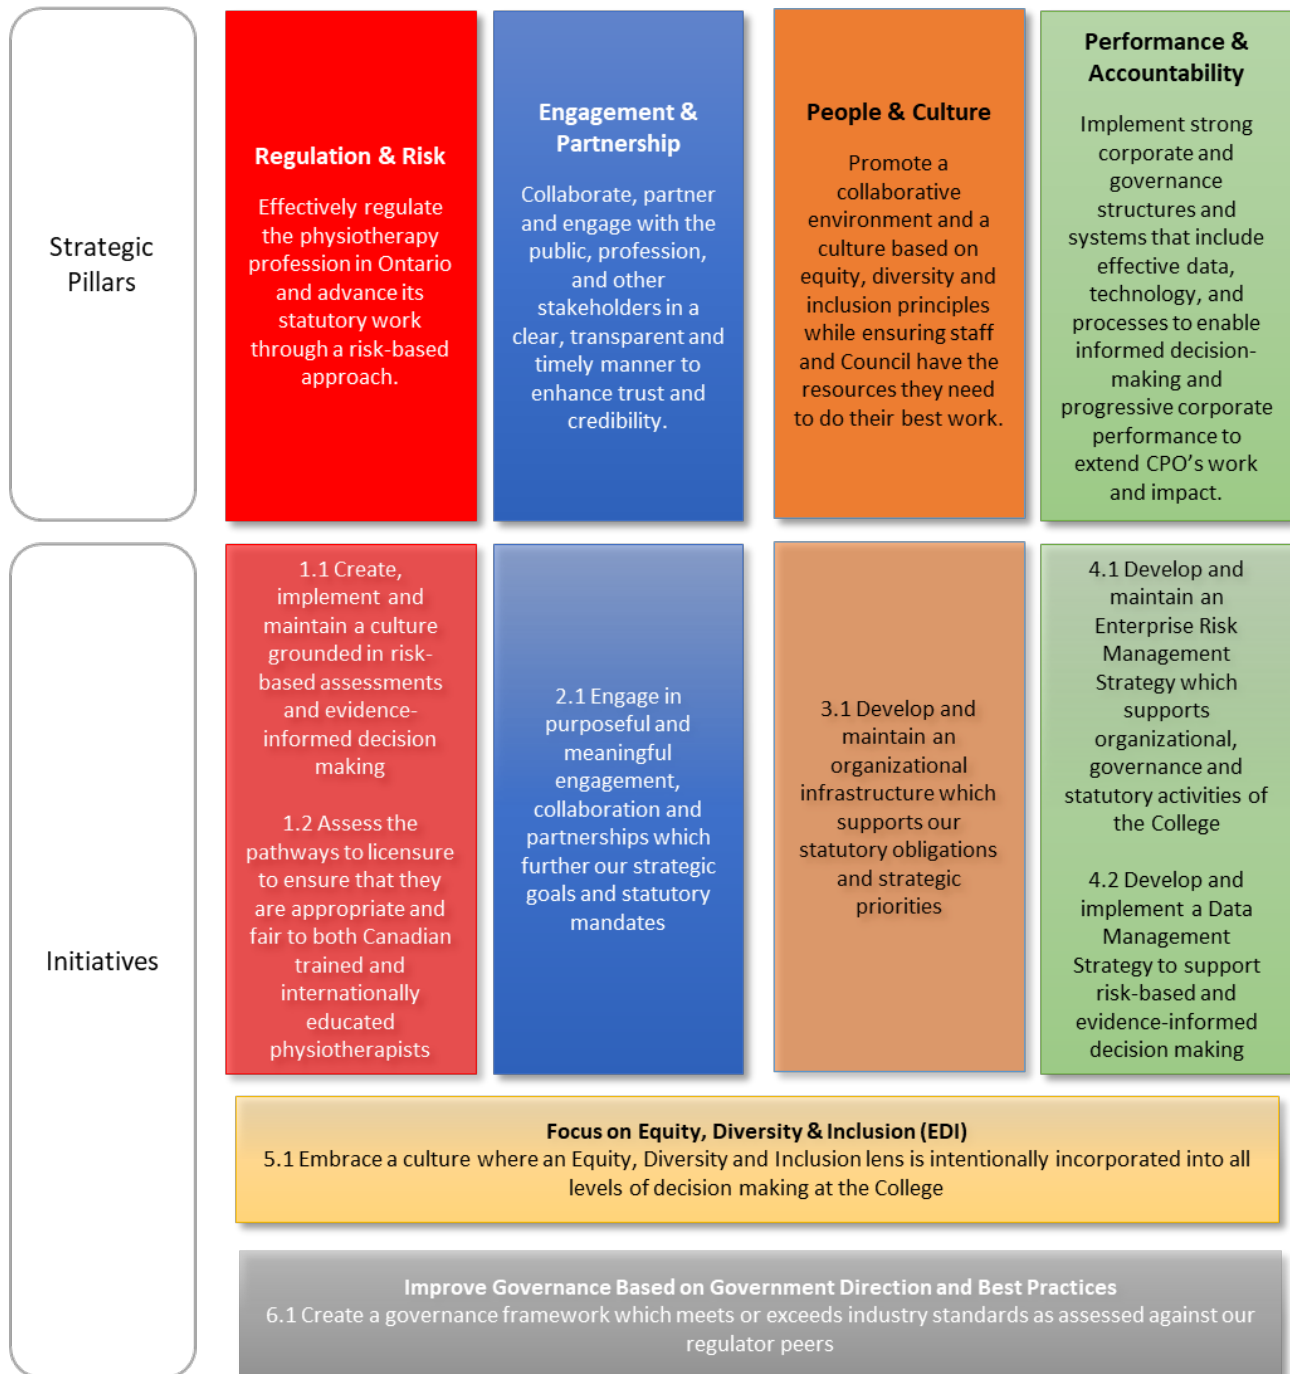 Strategic
Pillars
Regulation & Risk
Effectively regulate
the physiotherapy
profession in Ontario
and advance its
statutory work
through a risk-based
approach.
Engagement &
Partnership
Collaborate, partner
and engage with the
public, profession,
and other
stakeholders in a
clear, transparent and
timely manner to
enhance trust and
credibility.
People & Culture
Promote a
collaborative
environment and a
culture based on
equity, diversity and
inclusion principles
while ensuring staff
and Council have the
resources they need
to do their best work.
Performance &
Accountability
Implement strong
corporate and
governance
structures and
systems that include
effective data,
technology, and
processes to enable
informed decision-
making and
progressive corporate
performance to
extend CPO’s work
and impact.
Initiatives
1.1 Create,
implement and
maintain a culture
grounded in risk-
based assessments
and evidence-
informed decision
making
1.2 Assess the
pathways to licensure
to ensure that they
are appropriate and
fair to both Canadian
trained and
internationally
educated
physiotherapists
2.1 Engage in
purposeful and
meaningful
engagement,
collaboration and
partnerships which
further our strategic
goals and statutory
mandates
3.1 Develop and
maintain an
organizational
infrastructure which
supports our
statutory obligations
and strategic
priorities
4.1 Develop and
maintain an
Enterprise Risk
Management
Strategy which
supports
organizational,
governance and
statutory activities of
the College
4.2 Develop and
implement a Data
Management
Strategy to support
risk-based and
evidence-informed
decision making
Focus on Equity, Diversity & Inclusion (EDI)
5.1 Embrace a culture where an Equity, Diversity and Inclusion lens is intentionally incorporated into all
levels of decision making at the College
Improve Governance Based on Government Direction and Best Practices
6.1 Create a governance framework which meets or exceeds industry standards as assessed against our
regulator peers